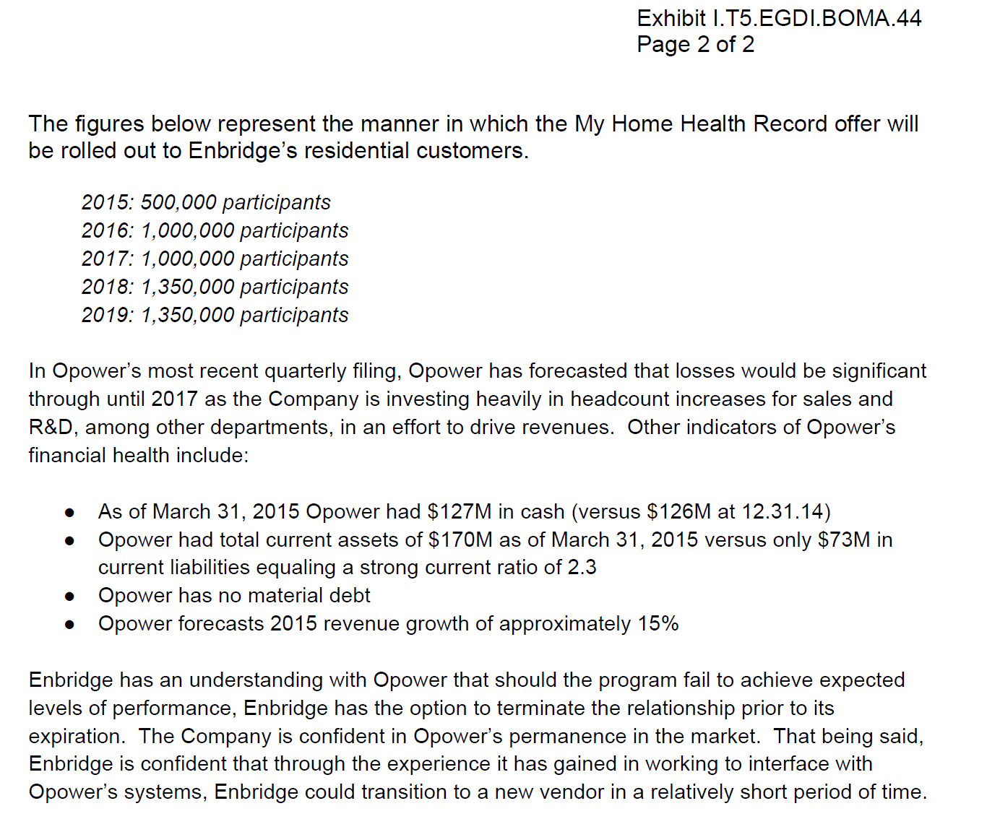 Exhibit I.T5.EGDI.BOMA.44
Page 2 of 2
The figures below represent the manner in which the My Home Health Record offer will
be rolled out to Enbridge’s residential customers.
2015: 500,000 participants
2016: 1,000,000 participants
2017: 1,000,000 participants
2018: 1,350,000 participants
2019: 1,350,000 participants
In Opower’s most recent quarterly filing, Opower has forecasted that losses would be significant
through until 2017 as the Company is investing heavily in headcount increases for sales and
R&D, among other departments, in an effort to drive revenues.  Other indicators of Opower’s
financial health include:
● As of March 31, 2015 Opower had $127M in cash (versus $126M at 12.31.14)
● Opower had total current assets of $170M as of March 31, 2015 versus only $73M in
current liabilities equaling a strong current ratio of 2.3
● Opower has no material debt
● Opower forecasts 2015 revenue growth of approximately 15%
Enbridge has an understanding with Opower that should the program fail to achieve expected
levels of performance, Enbridge has the option to terminate the relationship prior to its
expiration.  The Company is confident in Opower’s permanence in the market.  That being said,
Enbridge is confident that through the experience it has gained in working to interface with
Opower’s systems, Enbridge could transition to a new vendor in a relatively short period of time.